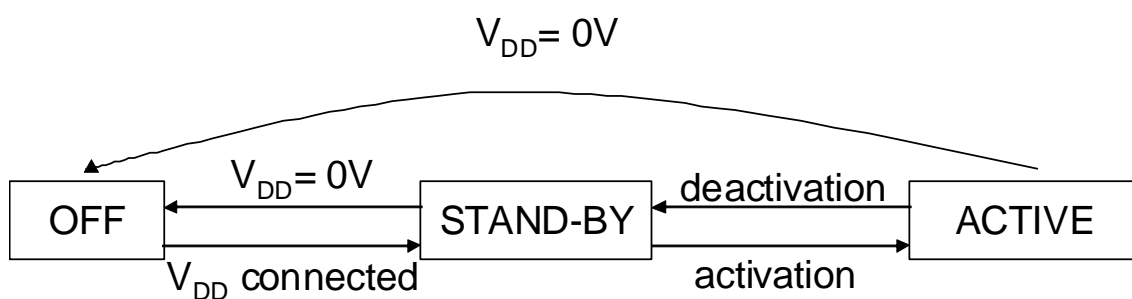 V_DD= 0V
V_DD= 0V
deactivation
OFF
STAND-BY
ACTIVE
V_DD connected
activation